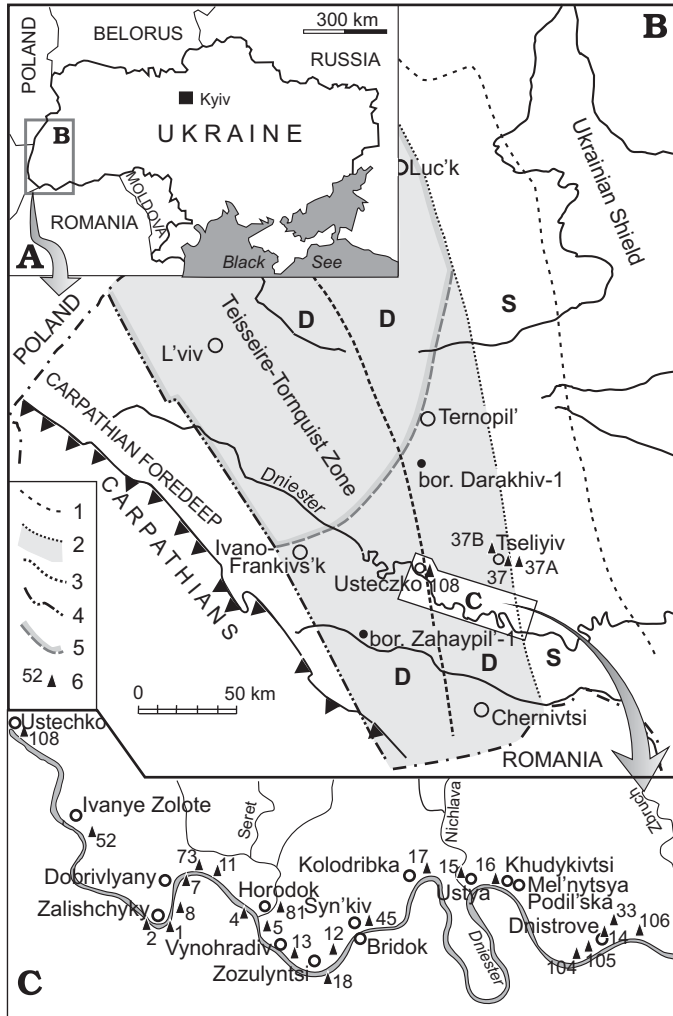 300 km
BELORUS
POLAND
RUSSIA
B
Kyiv
B
UKRAINE
MOLDOVA
ROMANIA
A
Black See
Luc'k
Ukrainian Shield
D D S
POLAND
L'viv
Teisseire-Tornquist Zone
CARPATHIAN FOREDEEP
Ternopil'
Dniester
bor. Darakhiv-1
CARPATHIANS
1
2
3
4
5
52 6
Ivano-
Frankivs'k
37B Tseliyiv
37 37A
Usteczko 108
C
bor. Zahaypil'-1
D D S
0 50 km
Chernivtsi
ROMANIA
Ustechko
108
Ivanye Zolote
52
Seret
Nichlava
Zbruch
73 11
7
Dobrivlyany
Zalishchyky
8
2 1
4
Horodok
81
5
Vynohradiv
13
Zozulyntsi
Syn'kiv
12
45
Bridok
18
Kolodribka
17
15
Ustya
16
Khudykivtsi
Mel'nytsya
Podil'ska
Dnistrove
33
14
106
104 105
Dniester
C